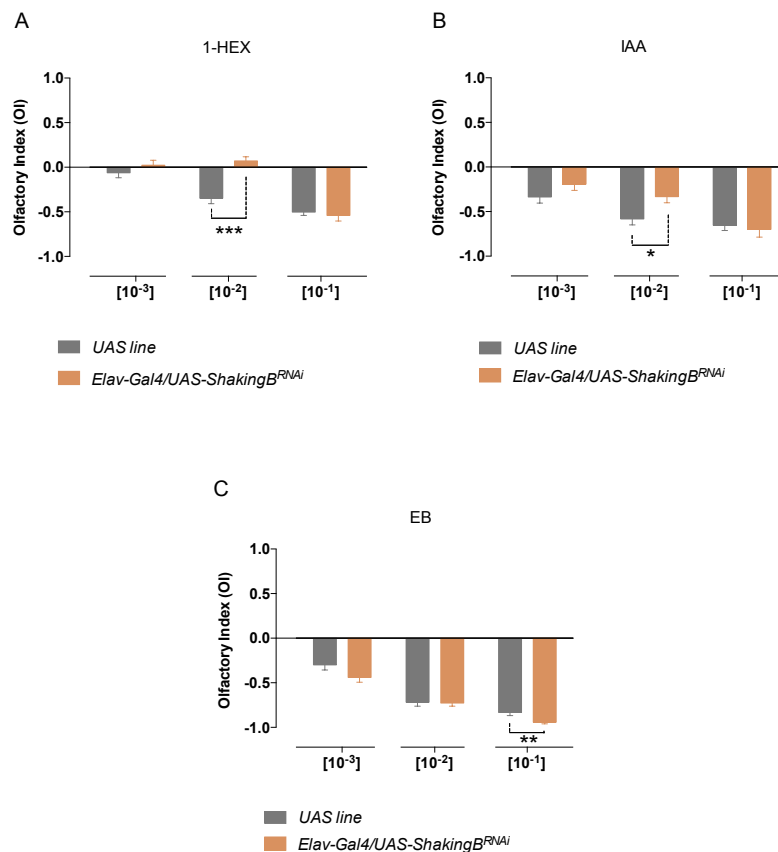 A
1-HEX
Olfactory Index (OI)
1.0
0.5
0.0
-0.5
-1.0
***
[10⁻³] [10⁻²] [10⁻¹]
UAS line
Elav-Gal4/UAS-ShakingBᴿᴺᴬⁱ
B
IAA
Olfactory Index (OI)
1.0
0.5
0.0
-0.5
-1.0
*
[10⁻³] [10⁻²] [10⁻¹]
UAS line
Elav-Gal4/UAS-ShakingBᴿᴺᴬⁱ
C
EB
Olfactory Index (OI)
1.0
0.5
0.0
-0.5
-1.0
**
[10⁻³] [10⁻²] [10⁻¹]
UAS line
Elav-Gal4/UAS-ShakingBᴿᴺᴬⁱ